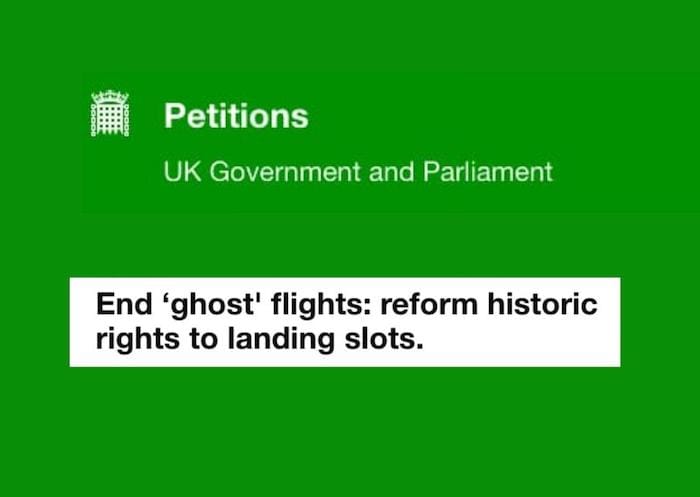 Petitions
UK Government and Parliament
End ‘ghost' flights: reform historic
rights to landing slots.